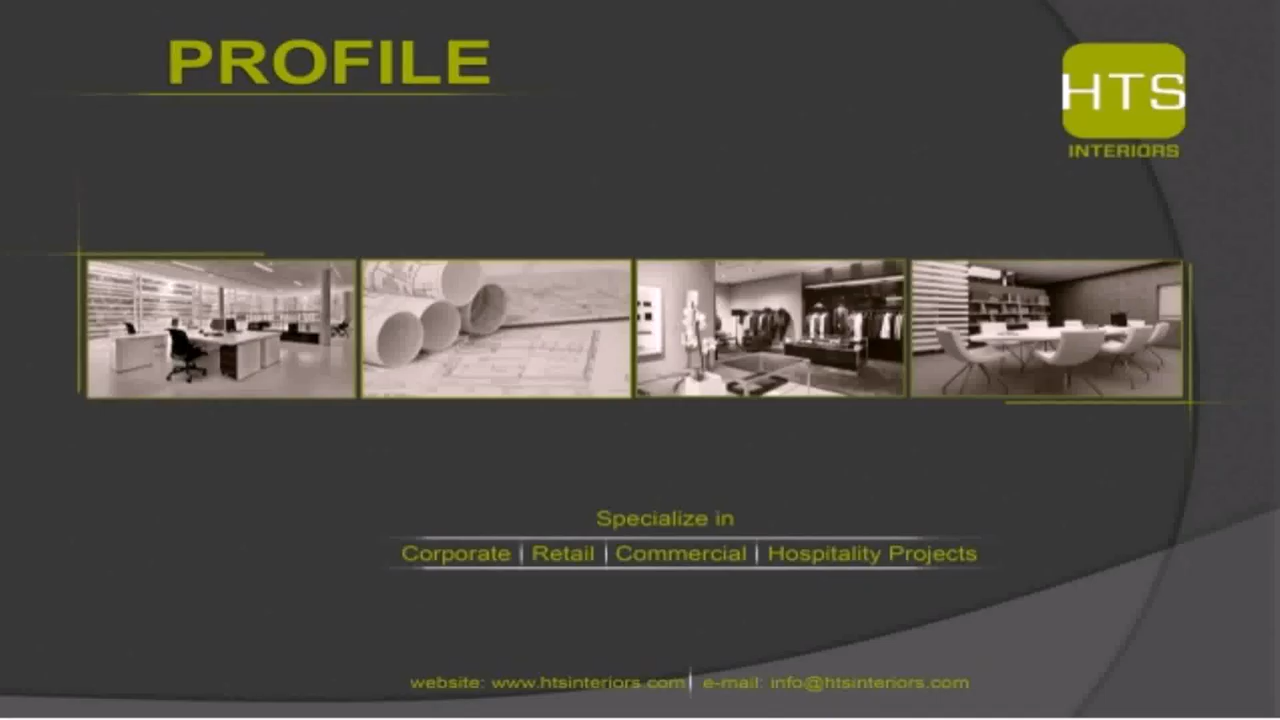 PROFILE
HTS
INTERIORS
Specialize in
Corporate | Retail | Commercial | Hospitality Projects
website: www.htsinteriors.com | e-mail: info@htsinteriors.com